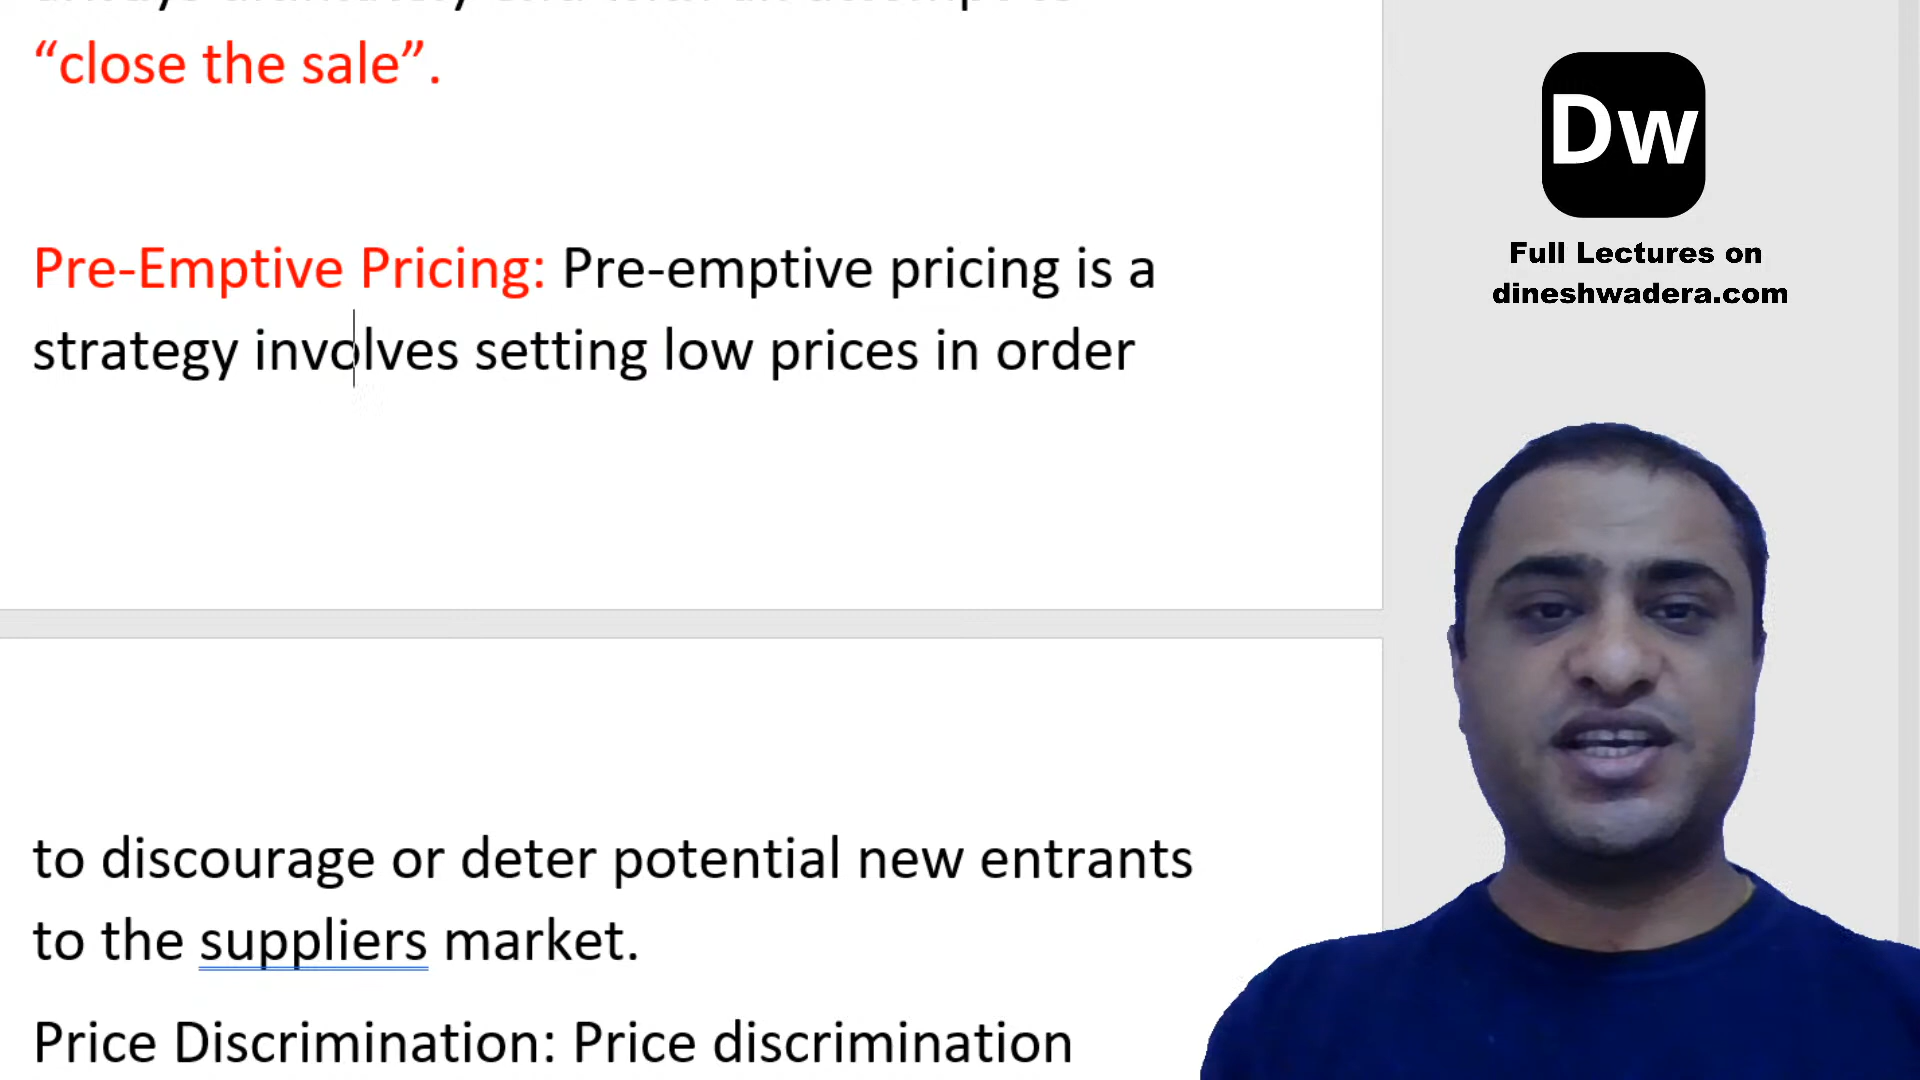 “close the sale”.
Pre-Emptive Pricing: Pre-emptive pricing is a
strategy involves setting low prices in order
to discourage or deter potential new entrants
to the suppliers market.
Price Discrimination: Price discrimination
Dw
Full Lectures on
dineshwadera.com